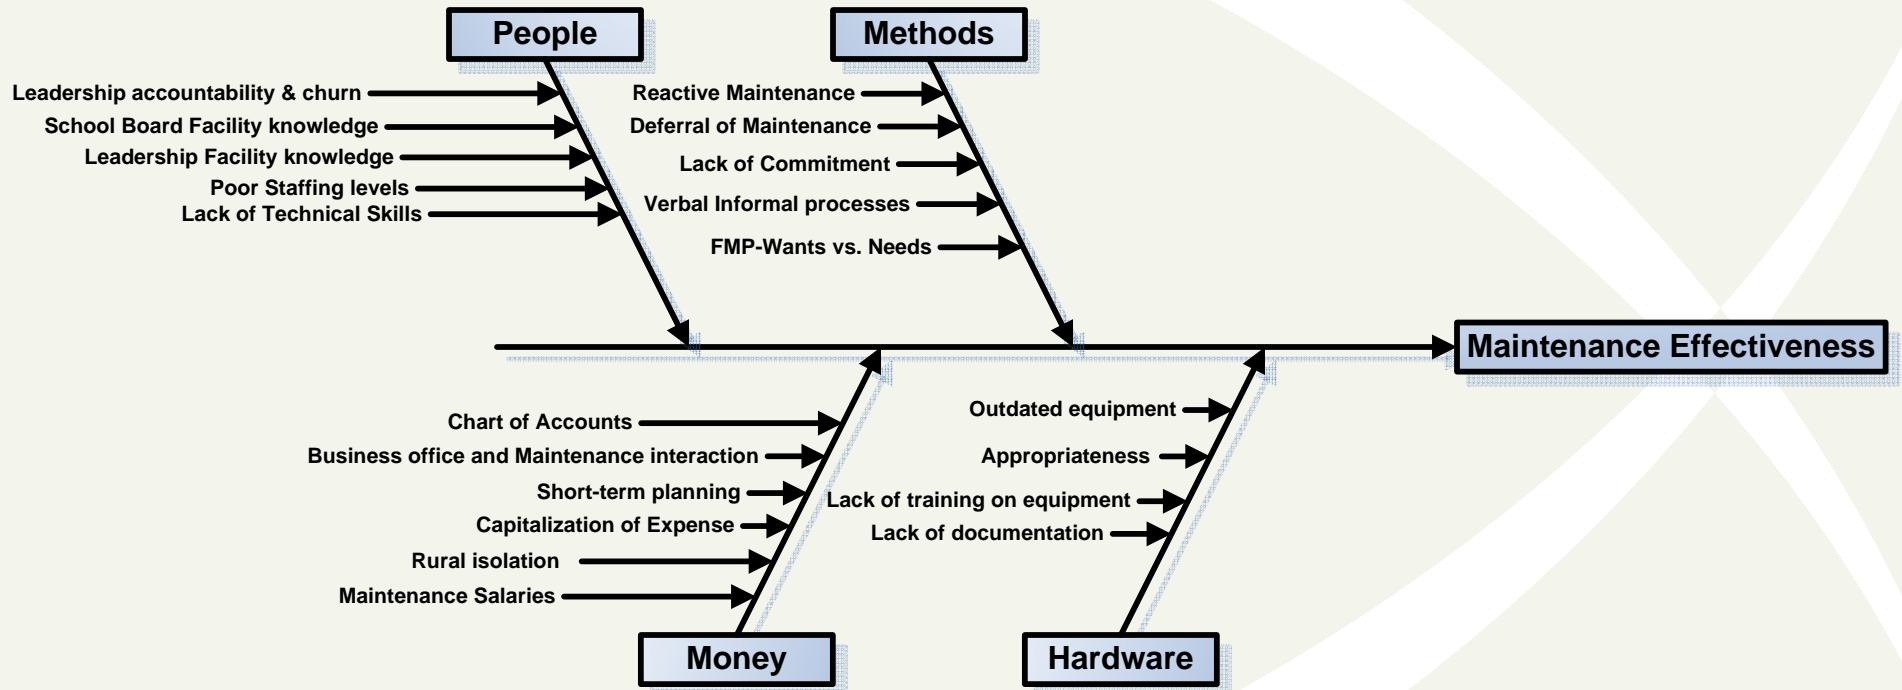 People
Methods
Leadership accountability & churn
School Board Facility knowledge
Leadership Facility knowledge
Poor Staffing levels
Lack of Technical Skills
Reactive Maintenance
Deferral of Maintenance
Lack of Commitment
Verbal Informal processes
FMP-Wants vs. Needs
Maintenance Effectiveness
Chart of Accounts
Business office and Maintenance interaction
Short-term planning
Capitalization of Expense
Rural isolation
Maintenance Salaries
Outdated equipment
Appropriateness
Lack of training on equipment
Lack of documentation
Money
Hardware